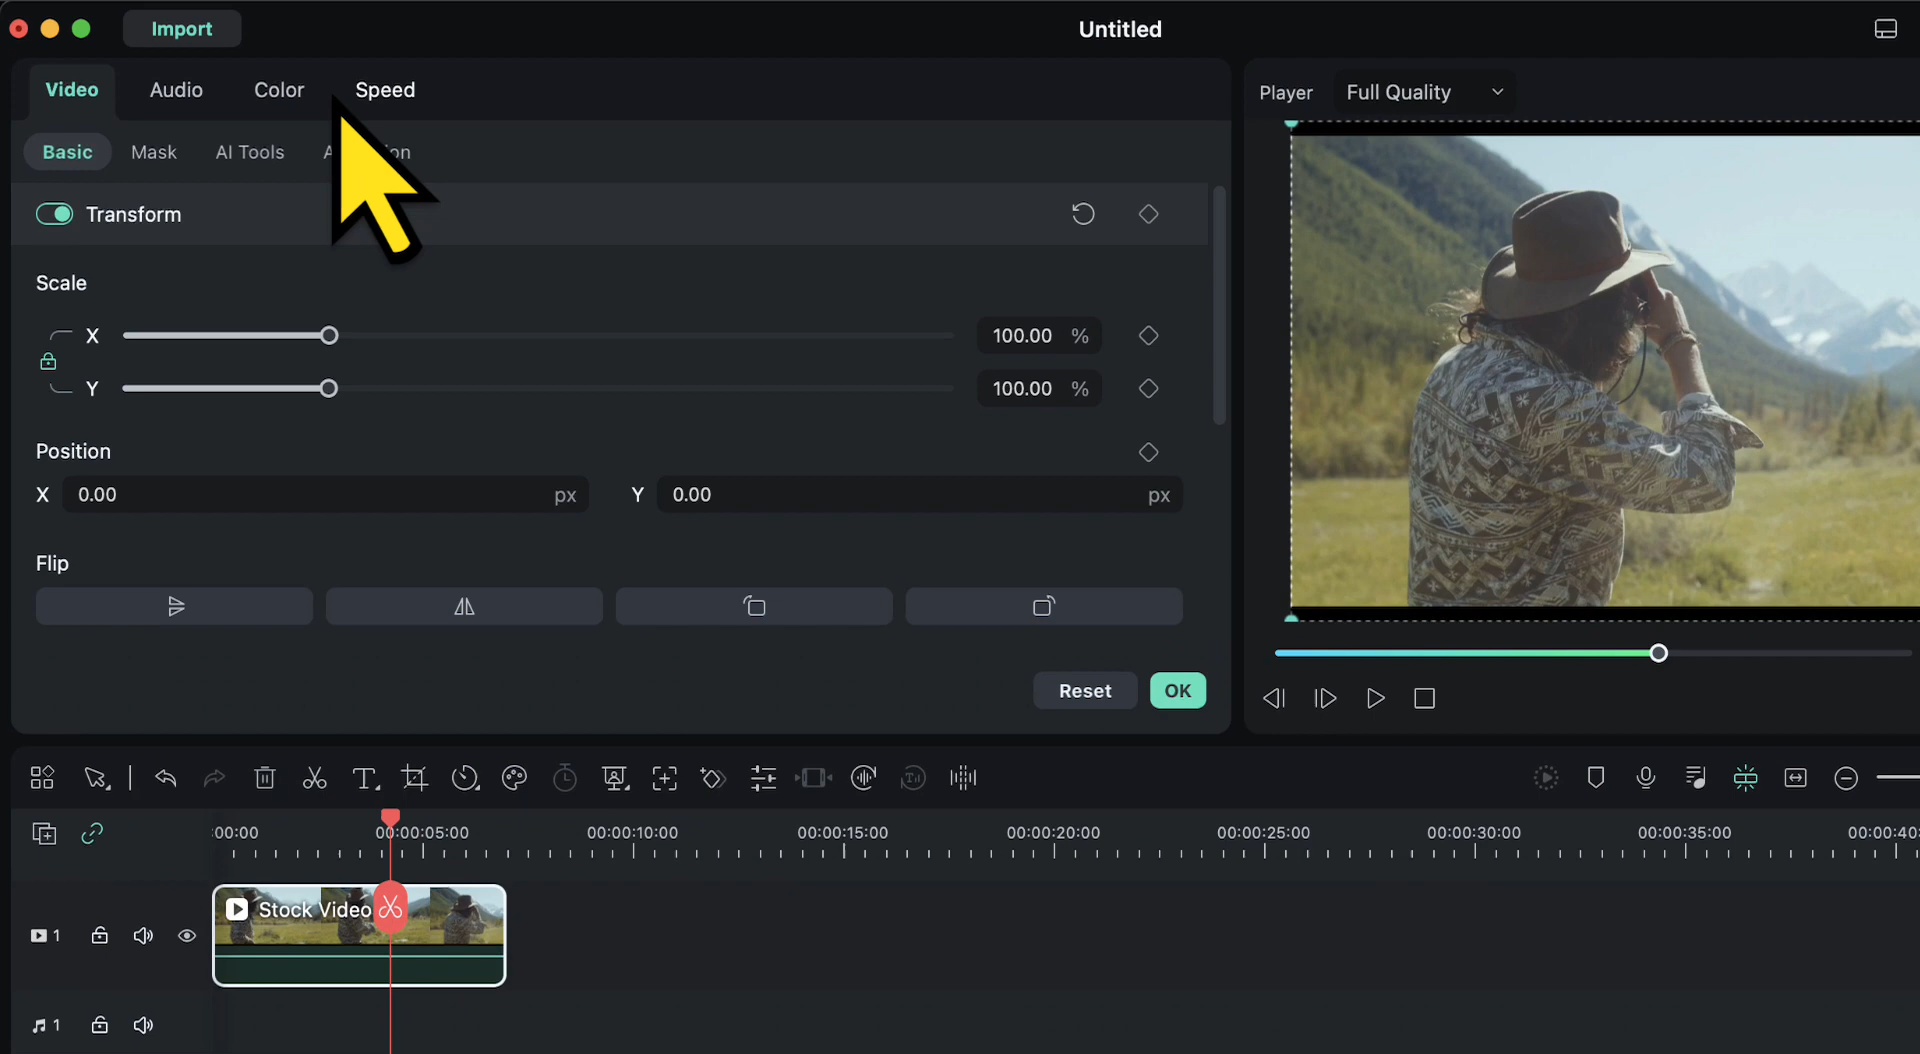 Import
Untitled
Video
Audio
Color
Speed
Player
Full Quality
Basic
Mask
AI Tools
Transform
Scale
X
100.00 %
Y
100.00 %
Position
X 0.00 px
Y 0.00 px
Flip
Reset
OK
:00:00
00:00:05:00
00:00:10:00
00:00:15:00
00:00:20:00
00:00:25:00
00:00:30:00
00:00:35:00
00:00:40:
Stock Video
1
1